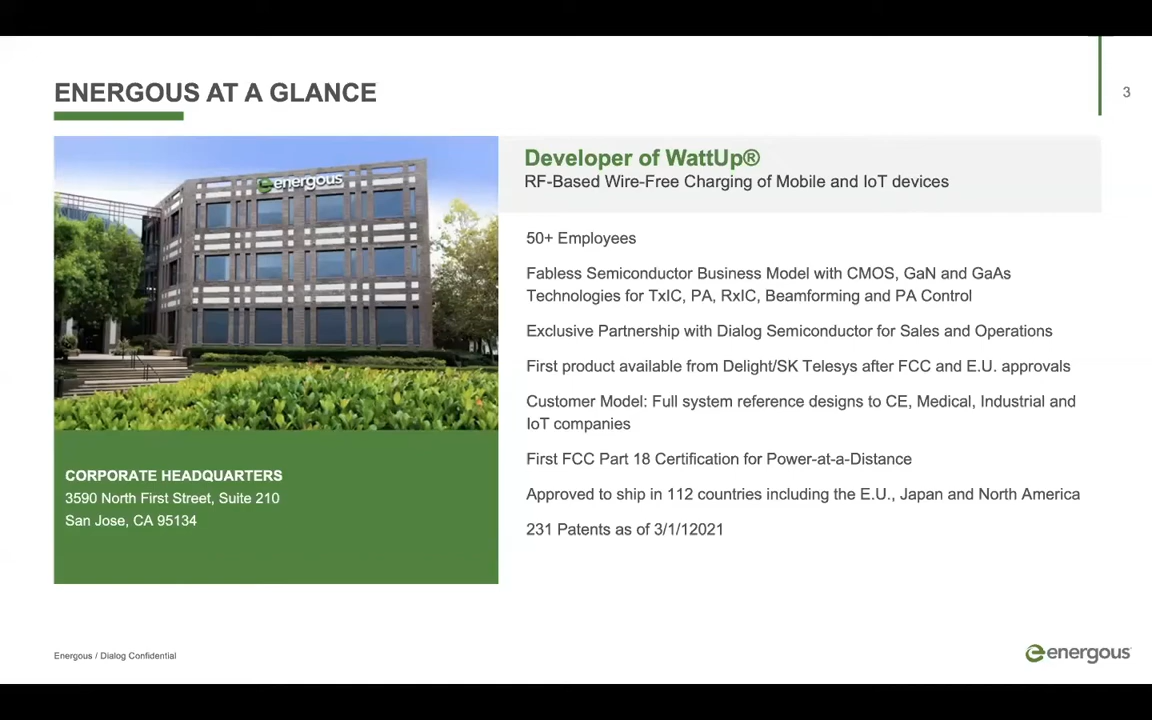 ENERGOUS AT A GLANCE
3
energous
Developer of WattUp®
RF-Based Wire-Free Charging of Mobile and IoT devices
50+ Employees
Fabless Semiconductor Business Model with CMOS, GaN and GaAs
Technologies for TxIC, PA, RxIC, Beamforming and PA Control
Exclusive Partnership with Dialog Semiconductor for Sales and Operations
First product available from Delight/SK Telesys after FCC and E.U. approvals
Customer Model: Full system reference designs to CE, Medical, Industrial and
IoT companies
First FCC Part 18 Certification for Power-at-a-Distance
Approved to ship in 112 countries including the E.U., Japan and North America
231 Patents as of 3/1/12021
CORPORATE HEADQUARTERS
3590 North First Street, Suite 210
San Jose, CA 95134
Energous / Dialog Confidential
energous